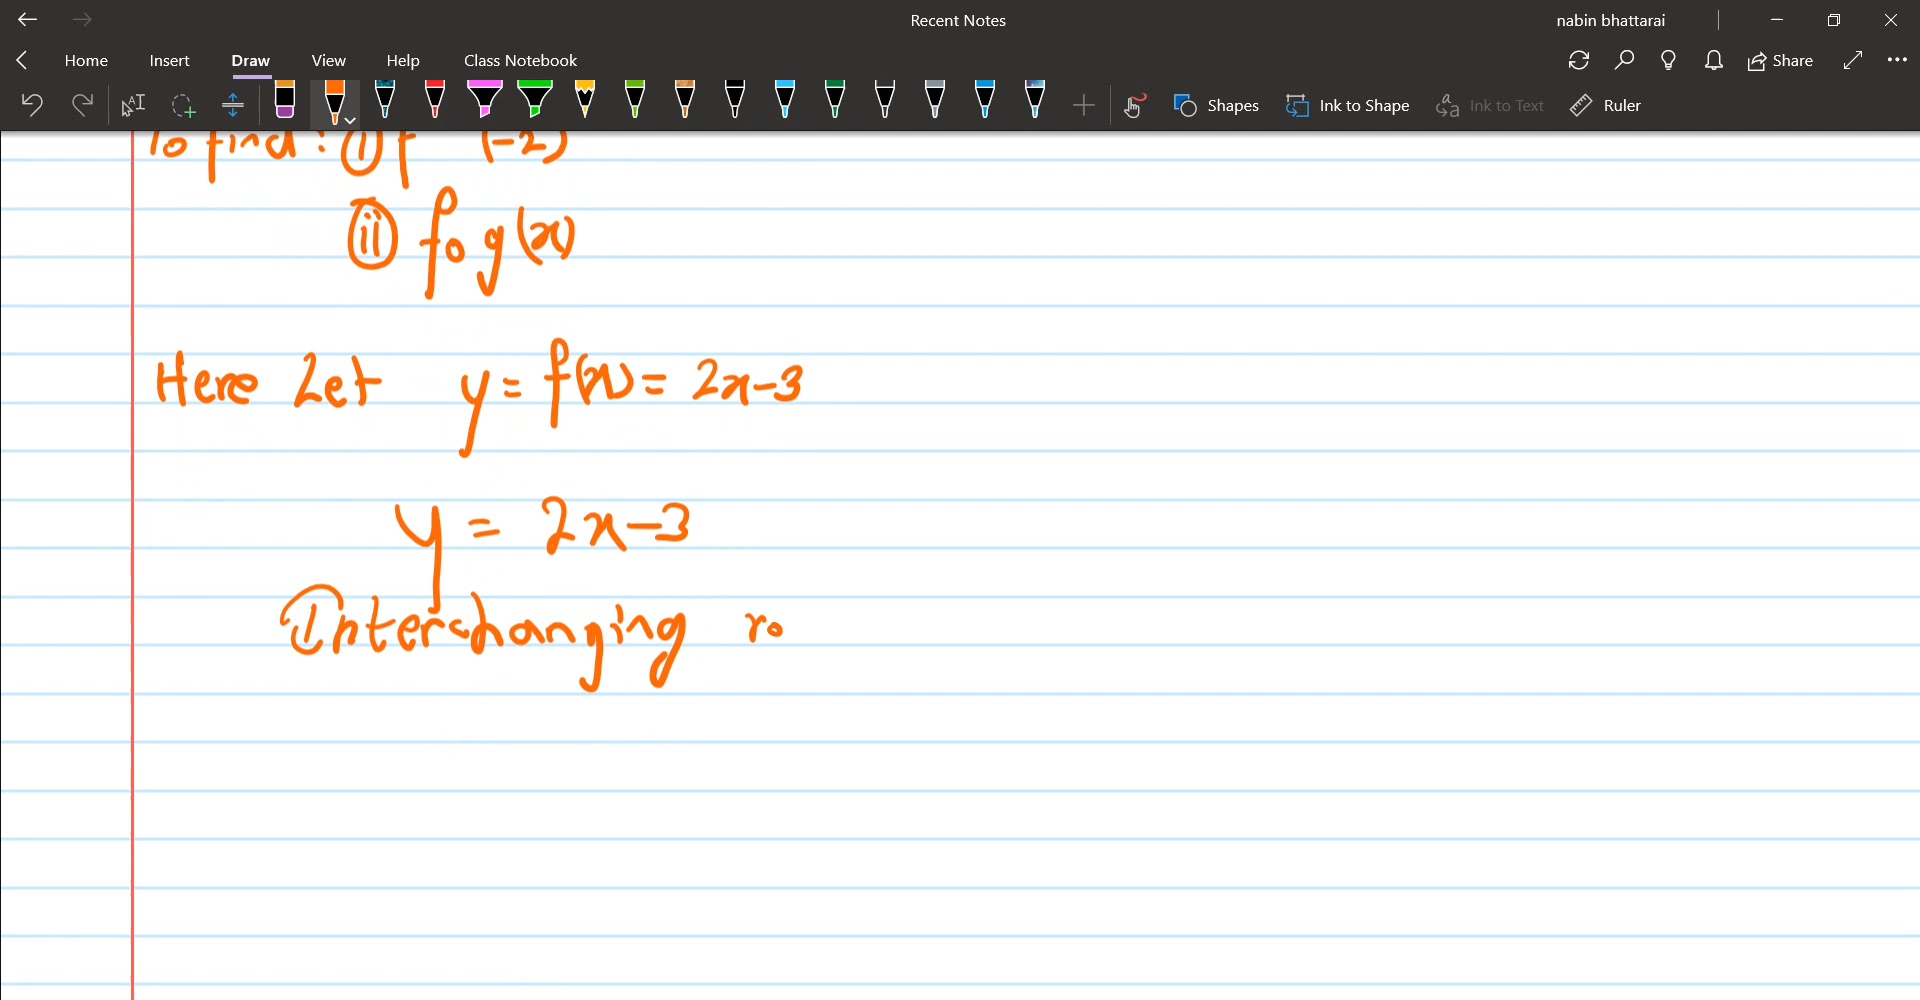 Recent Notes
nabin bhattarai
Home Insert Draw View Help Class Notebook
Share
Shapes Ink to Shape Ink to Text Ruler
To find : (i) f (-2)
(ii) fog(x)
Here Let y = f(x) = 2x-3
y = 2x-3
Interchanging ro